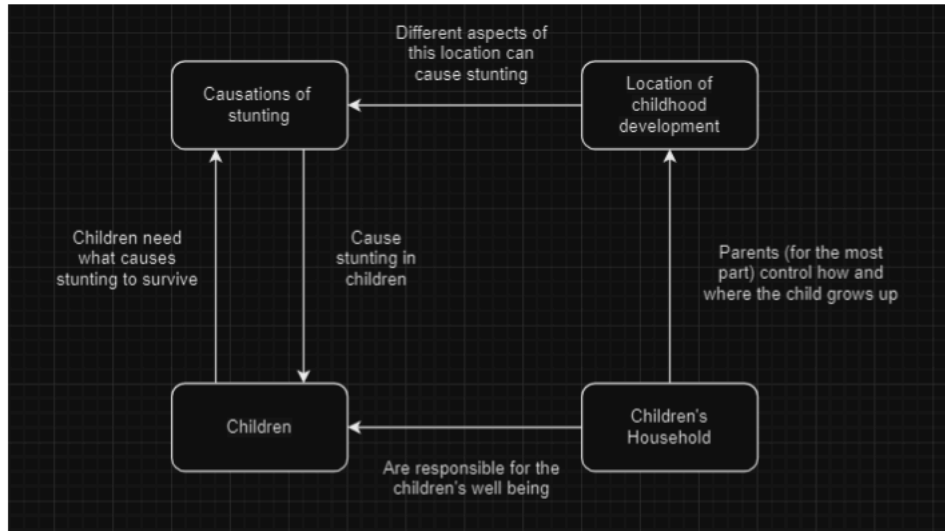 Different aspects of
this location can
cause stunting
Causations of
stunting
Location of
childhood
development
Children need
what causes
stunting to survive
Cause
stunting in
children
Parents (for the most
part) control how and
where the child grows up
Children
Children's
Household
Are responsible for the
children's well being